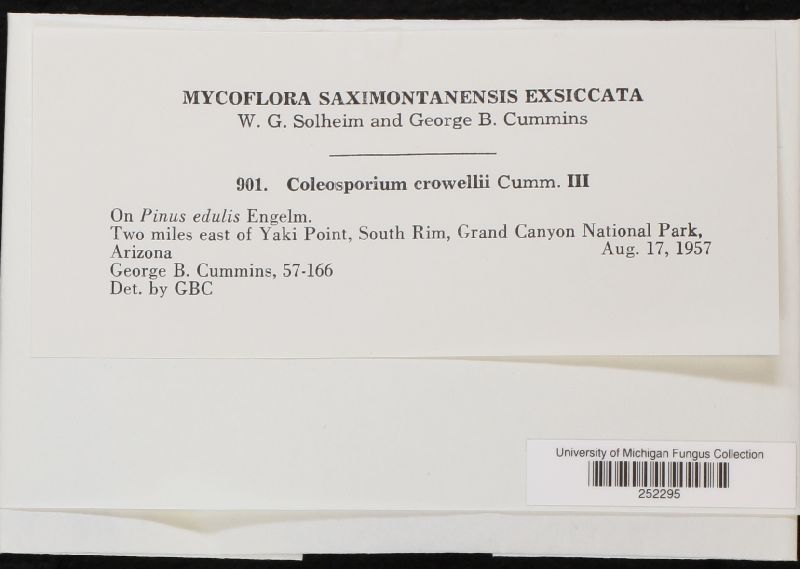 MYCOFLORA SAXIMONTANENSIS EXSICCATA
W. G. Solheim and George B. Cummins
901. Coleosporium crowellii Cumm. III
On Pinus edulis Engelm.
Two miles east of Yaki Point, South Rim, Grand Canyon National Park,
Arizona Aug. 17, 1957
George B. Cummins, 57-166
Det. by GBC
University of Michigan Fungus Collection
252295